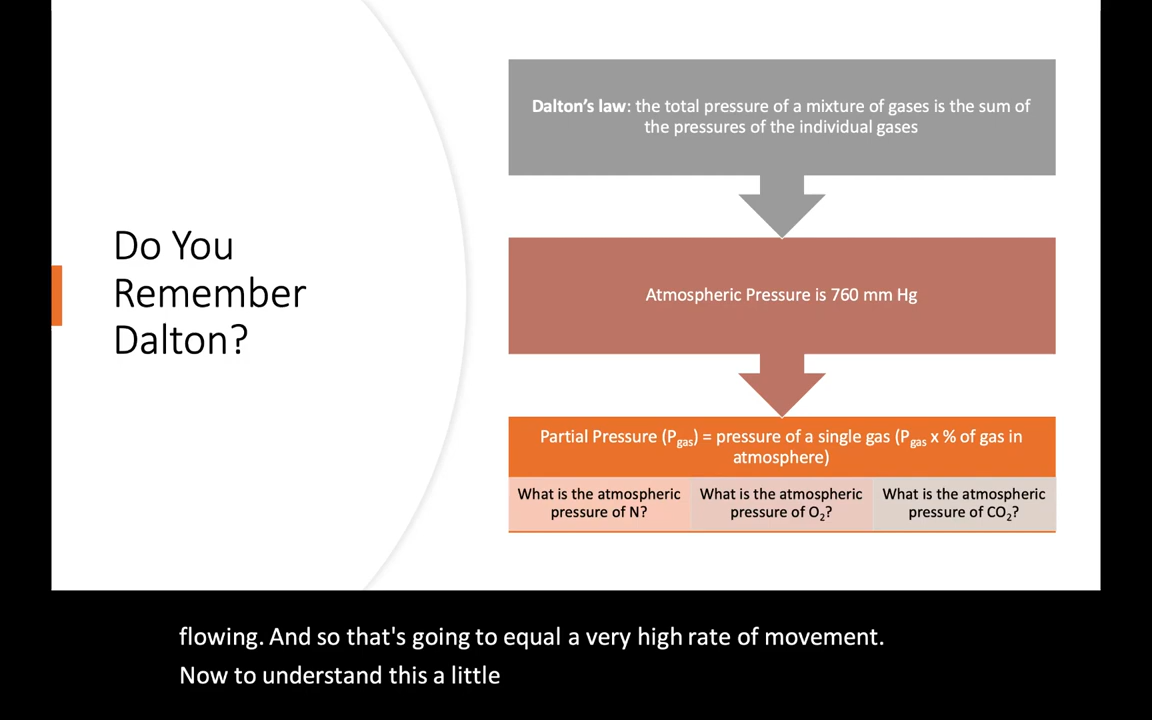 Do You
Remember
Dalton?
Dalton’s law: the total pressure of a mixture of gases is the sum of
the pressures of the individual gases
Atmospheric Pressure is 760 mm Hg
Partial Pressure (Pgas) = pressure of a single gas (Pgas x % of gas in
atmosphere)
What is the atmospheric
pressure of N?
What is the atmospheric
pressure of O₂?
What is the atmospheric
pressure of CO₂?
flowing. And so that's going to equal a very high rate of movement.
Now to understand this a little